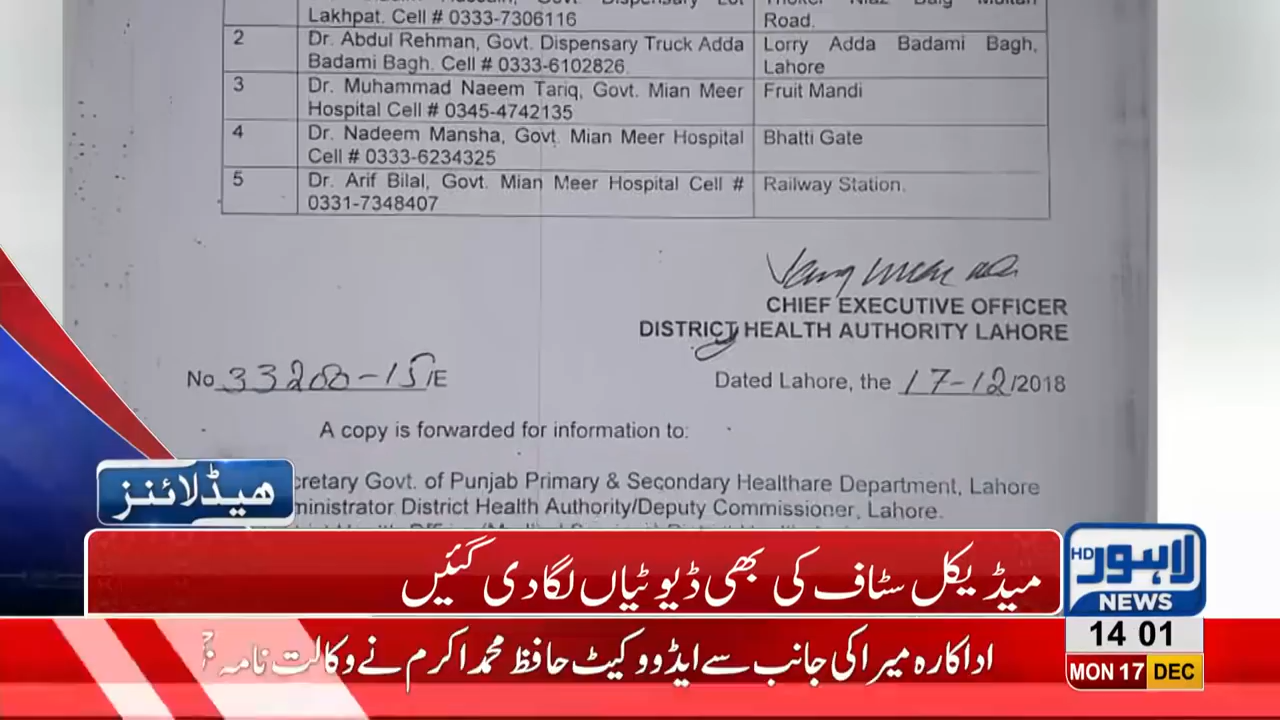 Lakhpat. Cell # 0333-7306116
Road.
2 Dr. Abdul Rehman, Govt. Dispensary Truck Adda Lorry Adda Badami Bagh,
Badami Bagh. Cell # 0333-6102826 Lahore
3 Dr. Muhammad Naeem Tariq, Govt. Mian Meer Fruit Mandi
Hospital Cell # 0345-4742135
4 Dr. Nadeem Mansha, Govt. Mian Meer Hospital Bhatti Gate
Cell # 0333-6234325
5 Dr. Arif Bilal, Govt. Mian Meer Hospital Cell # Railway Station.
0331-7348407
CHIEF EXECUTIVE OFFICER
DISTRICT HEALTH AUTHORITY LAHORE
No 33200-15/E Dated Lahore, the 17-12/2018
A copy is forwarded for information to:
cretary Govt. of Punjab Primary & Secondary Healthare Department, Lahore
ministrator District Health Authority/Deputy Commissioner, Lahore.
ھیڈلائنز
میڈیکل سٹاف کی بھی ڈیوٹیاں لگا دی گئیں
لاہور HD
NEWS
14 01
MON 17 DEC
اداکارہ میرا کی جانب سے ایڈووکیٹ حافظ محمد اکرم نے وکالت نامہ